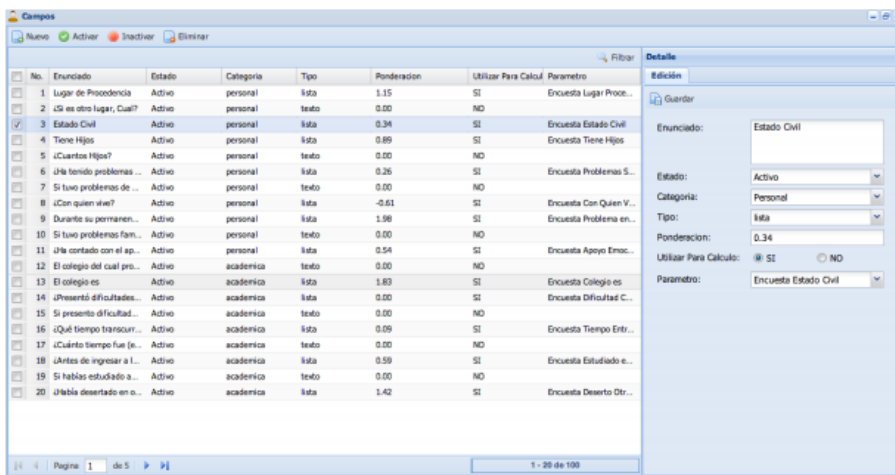 Campos
Nuevo Activar Inactivar Eliminar
Filtrar
No. Enunciado Estado Categoria Tipo Ponderacion Utilizar Para Calcul Parametro
1 Lugar de Procedencia Activo personal lista 1.15 SI Encuesta Lugar Proce...
2 ¿Si es otro lugar, Cual? Activo personal texto 0.00 NO
3 Estado Civil Activo personal lista 0.34 SI Encuesta Estado Civil
4 Tiene Hijos Activo personal lista 0.89 SI Encuesta Tiene Hijos
5 ¿Cuantos Hijos? Activo personal texto 0.00 NO
6 ¿Ha tenido problemas ... Activo personal lista 0.26 SI Encuesta Problemas S...
7 Si tuvo problemas de ... Activo personal texto 0.00 NO
8 ¿Con quien vive? Activo personal lista -0.61 SI Encuesta Con Quien V...
9 Durante su permanen... Activo personal lista 1.98 SI Encuesta Problema en...
10 Si tuvo problemas fam... Activo personal texto 0.00 NO
11 ¿Ha contado con el ap... Activo personal lista 0.54 SI Encuesta Apoyo Emoc...
12 El colegio del cual pro... Activo academica texto 0.00 NO
13 El colegio es Activo academica lista 1.83 SI Encuesta Colegio es
14 ¿Presentó dificultades... Activo academica lista 0.00 SI Encuesta Dificultad C...
15 Si presento dificultad... Activo academica texto 0.00 NO
16 ¿Qué tiempo transcurr... Activo academica lista 0.09 SI Encuesta Tiempo Entr...
17 ¿Cuánto tiempo fue (e... Activo academica texto 0.00 NO
18 ¿Antes de ingresar a l... Activo academica lista 0.59 SI Encuesta Estudiado e...
19 Si habías estudiado a... Activo academica texto 0.00 NO
20 ¿Había desertado en o... Activo academica lista 1.42 SI Encuesta Deserto Otr...
Pagina 1 de 5
1 - 20 de 100
Detalle
Edición
Guardar
Enunciado: Estado Civil
Estado: Activo
Categoria: Personal
Tipo: lista
Ponderacion: 0.34
Utilizar Para Calculo: SI NO
Parametro: Encuesta Estado Civil